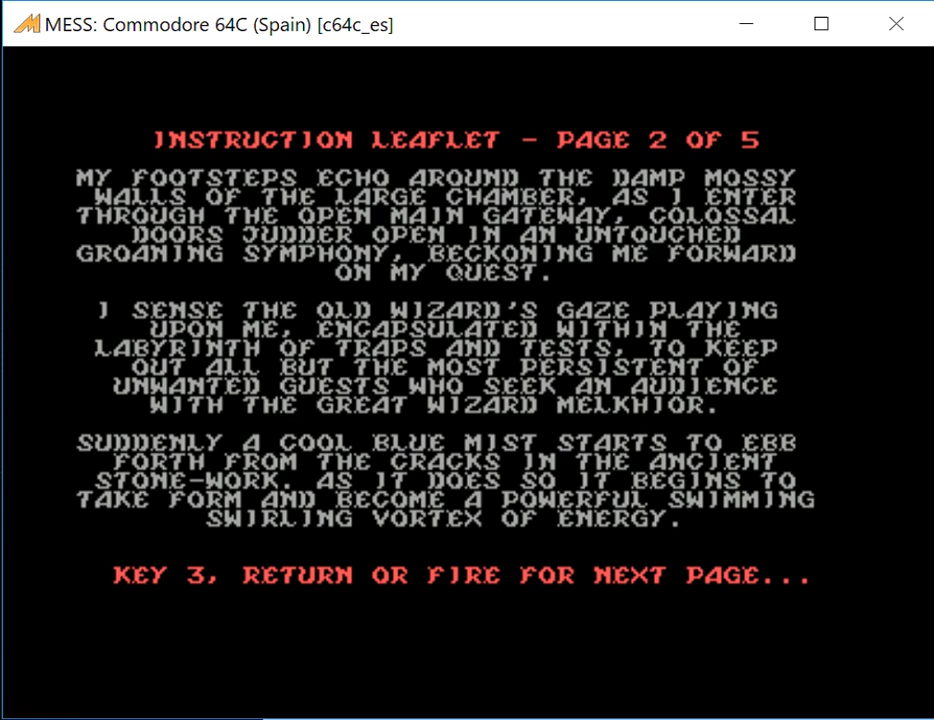 MESS: Commodore 64C (Spain) [c64c_es]
INSTRUCTION LEAFLET - PAGE 2 OF 5
MY FOOTSTEPS ECHO AROUND THE DAMP MOSSY
WALLS OF THE LARGE CHAMBER, AS I ENTER
THROUGH THE OPEN MAIN GATEWAY, COLOSSAL
DOORS JUDDER OPEN IN AN UNTOUCHED
GROANING SYMPHONY, BECKONING ME FORWARD
ON MY QUEST.
I SENSE THE OLD WIZARD'S GAZE PLAYING
UPON ME, ENCAPSULATED WITHIN THE
LABYRINTH OF TRAPS AND TESTS, TO KEEP
OUT ALL BUT THE MOST PERSISTENT OF
UNWANTED GUESTS WHO SEEK AN AUDIENCE
WITH THE GREAT WIZARD MELKHIOR.
SUDDENLY A COOL BLUE MIST STARTS TO EBB
FORTH FROM THE CRACKS IN THE ANCIENT
STONE-WORK. AS IT DOES SO IT BEGINS TO
TAKE FORM AND BECOME A POWERFUL SWIMMING
SWIRLING VORTEX OF ENERGY.
KEY 3, RETURN OR FIRE FOR NEXT PAGE...